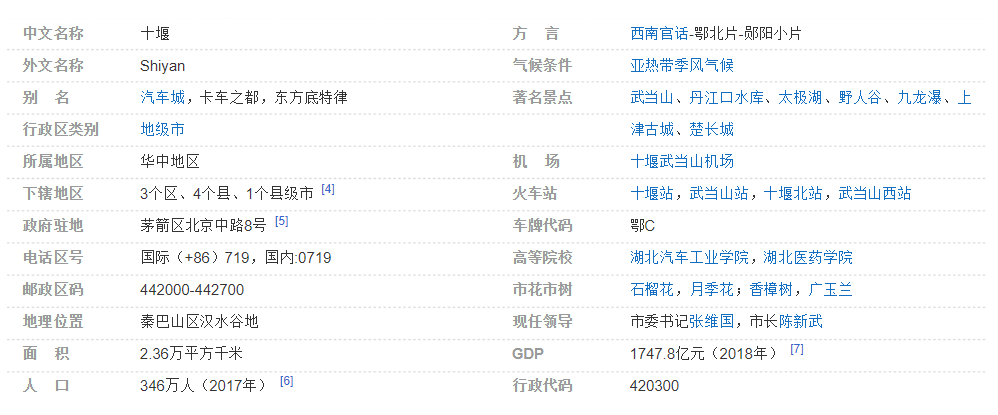 中文名称 十堰
外文名称 Shiyan
别 名 汽车城，卡车之都，东方底特律
行政区类别 地级市
所属地区 华中地区
下辖地区 3个区、4个县、1个县级市 [4]
政府驻地 茅箭区北京中路8号 [5]
电话区号 国际（+86）719，国内:0719
邮政区码 442000-442700
地理位置 秦巴山区汉水谷地
面 积 2.36万平方千米
人 口 346万人（2017年） [6]
方 言 西南官话-鄂北片-郧阳小片
气候条件 亚热带季风气候
著名景点 武当山、丹江口水库、太极湖、野人谷、九龙瀑、上
津古城、楚长城
机 场 十堰武当山机场
火车站 十堰站，武当山站，十堰北站，武当山西站
车牌代码 鄂C
高等院校 湖北汽车工业学院，湖北医药学院
市花市树 石榴花，月季花；香樟树，广玉兰
现任领导 市委书记张维国，市长陈新武
GDP 1747.8亿元（2018年） [7]
行政代码 420300